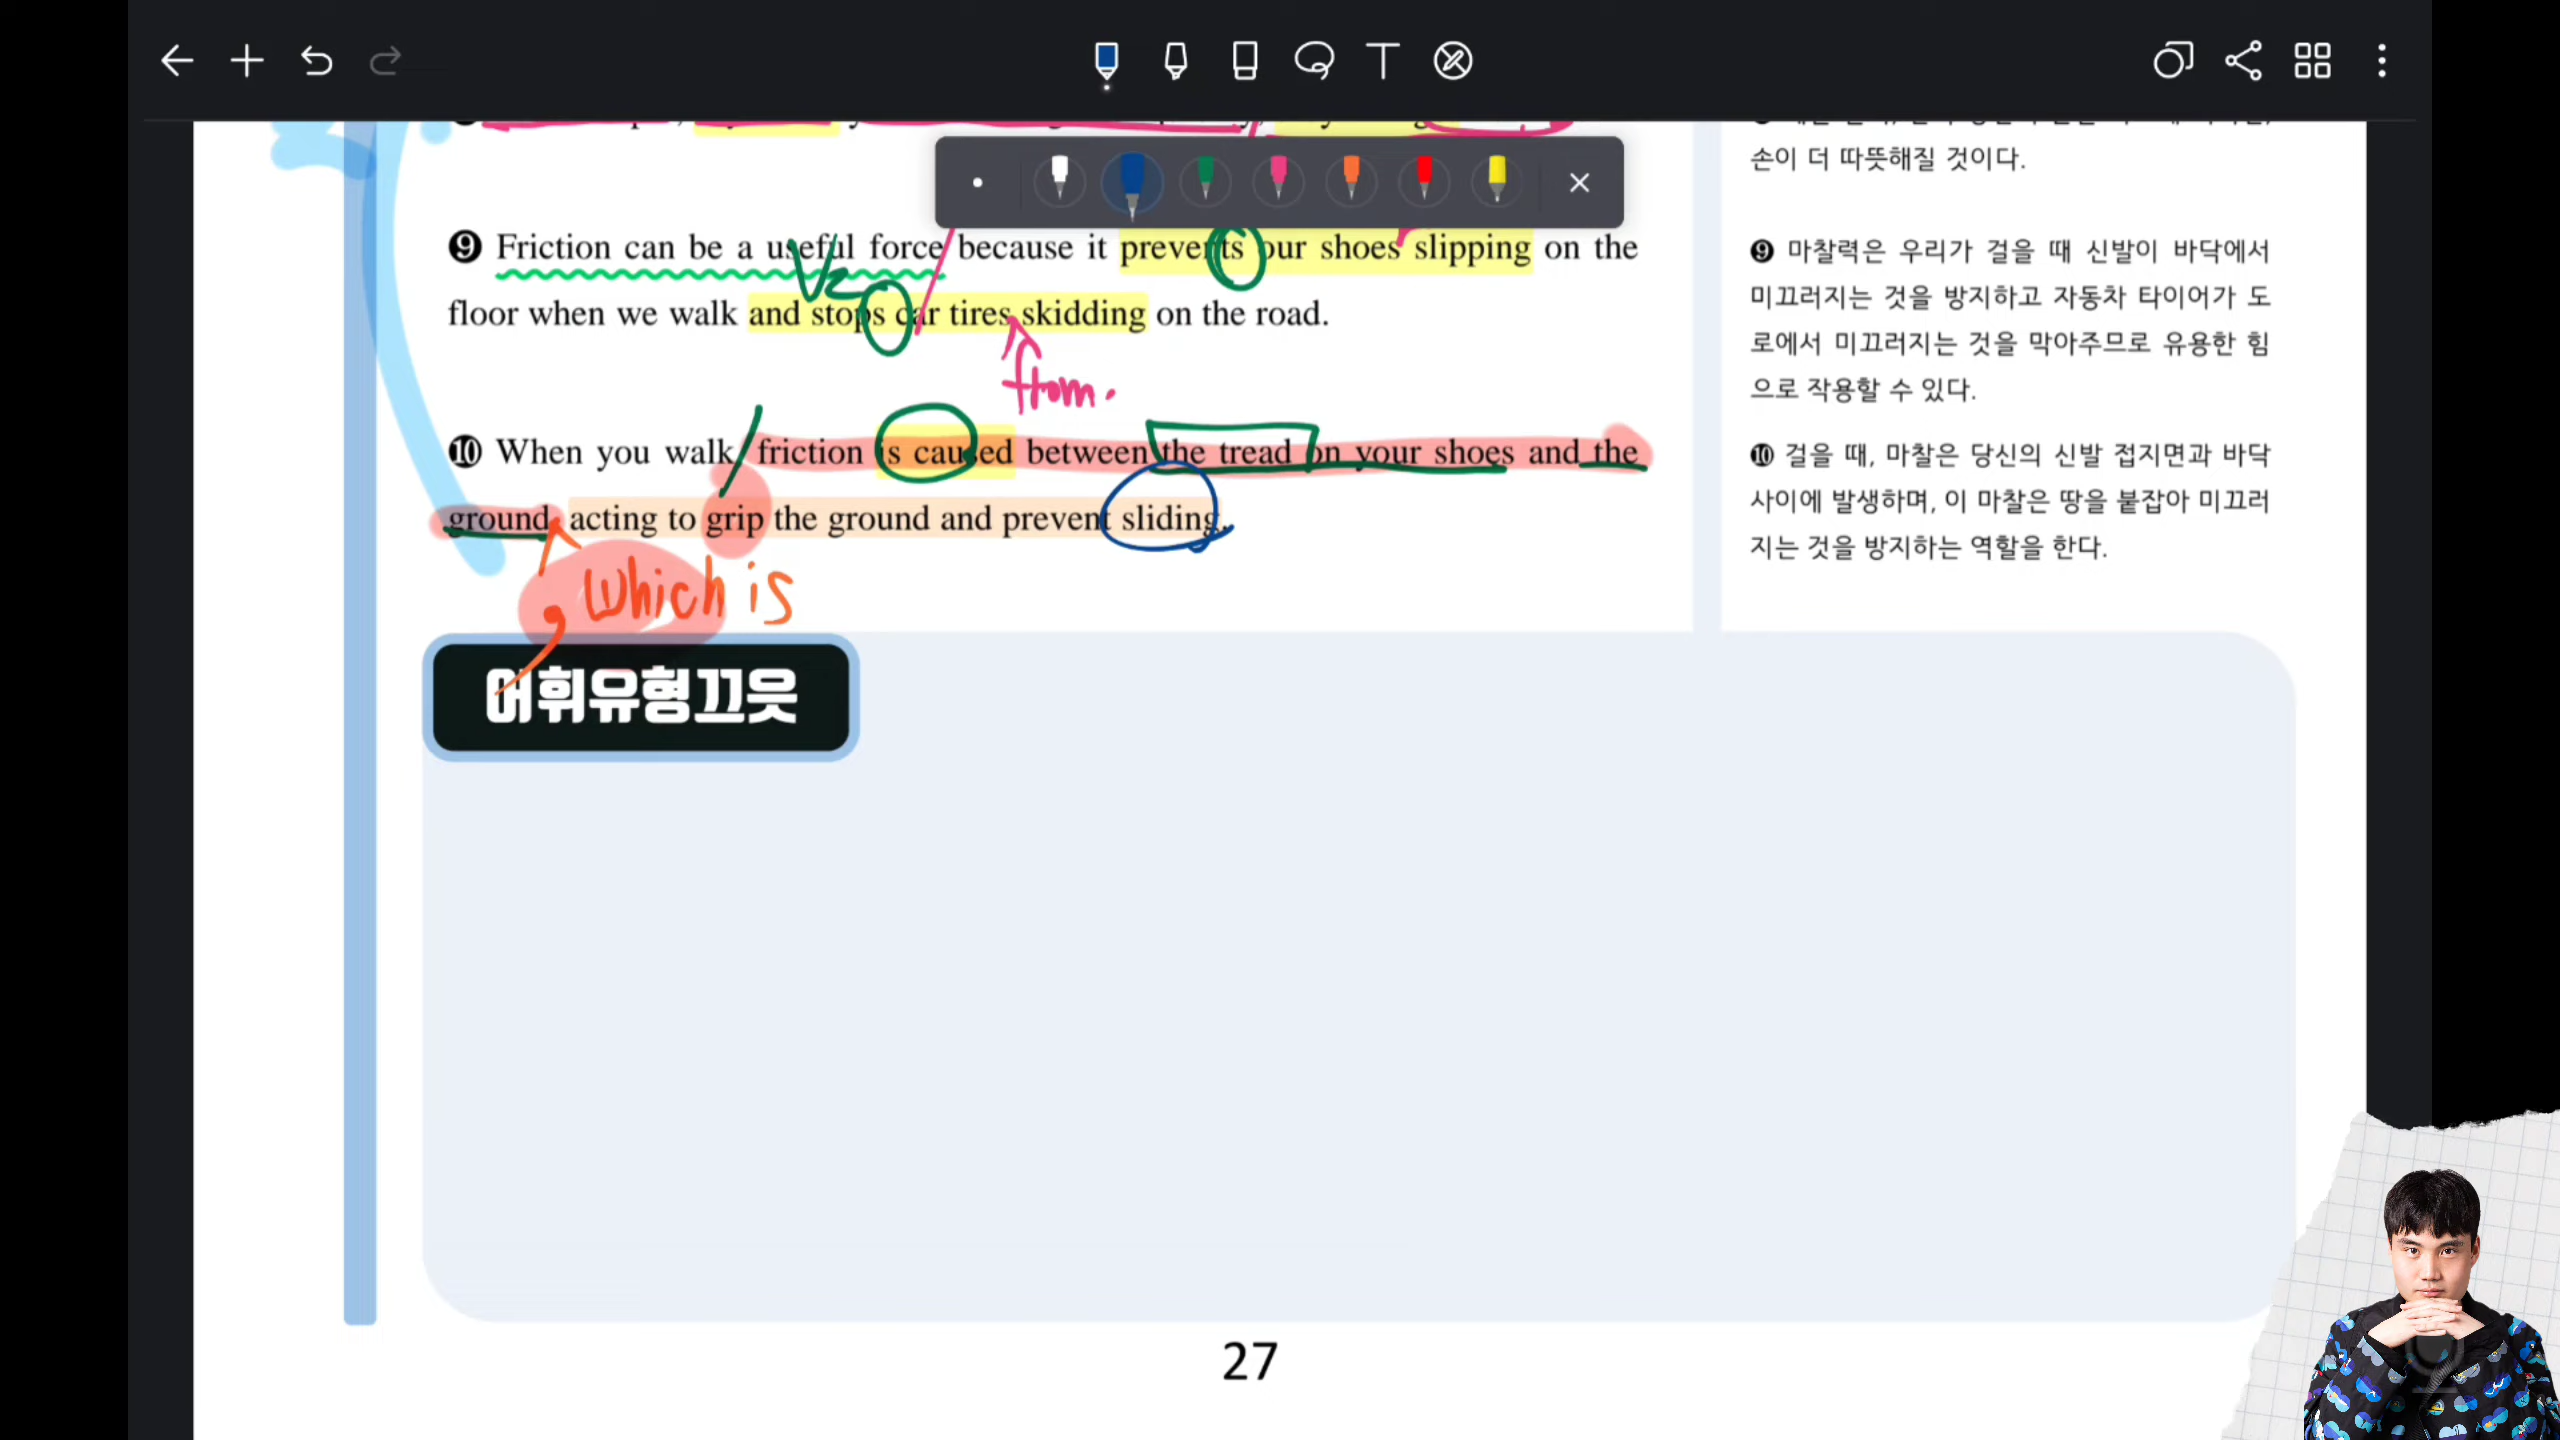 손이 더 따뜻해질 것이다.
❾ Friction can be a useful force because it prevents our shoes slipping on the
floor when we walk and stops car tires skidding on the road.
V2
from.
❿ When you walk, friction is caused between the tread on your shoes and the
ground, acting to grip the ground and prevent sliding.
, which is
❾ 마찰력은 우리가 걸을 때 신발이 바닥에서
미끄러지는 것을 방지하고 자동차 타이어가 도
로에서 미끄러지는 것을 막아주므로 유용한 힘
으로 작용할 수 있다.
❿ 걸을 때, 마찰은 당신의 신발 접지면과 바닥
사이에 발생하며, 이 마찰은 땅을 붙잡아 미끄러
지는 것을 방지하는 역할을 한다.
어휘유형끄읏
27